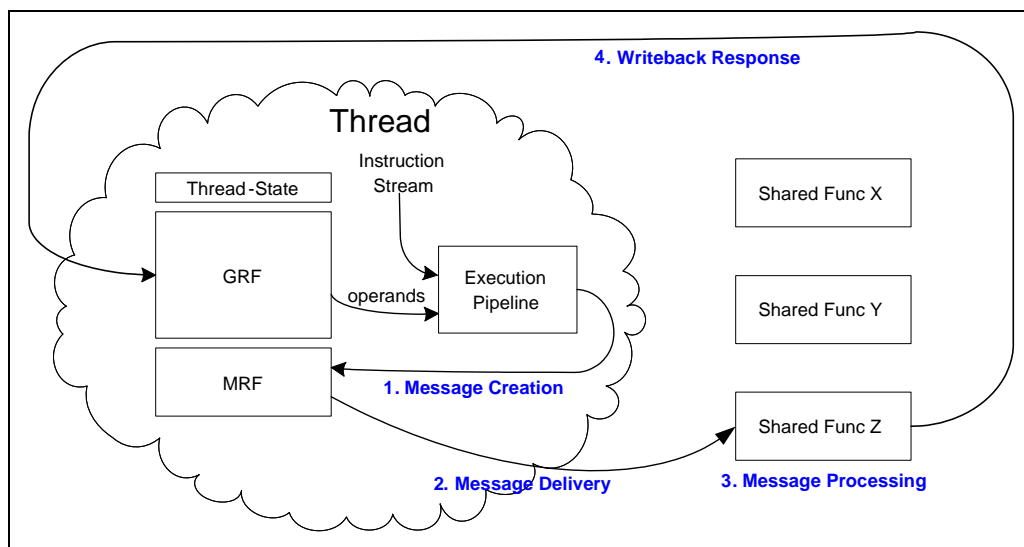 4. Writeback Response
Thread
Instruction
Stream
Thread-State
GRF
operands
Execution
Pipeline
MRF
1. Message Creation
2. Message Delivery
Shared Func X
Shared Func Y
Shared Func Z
3. Message Processing